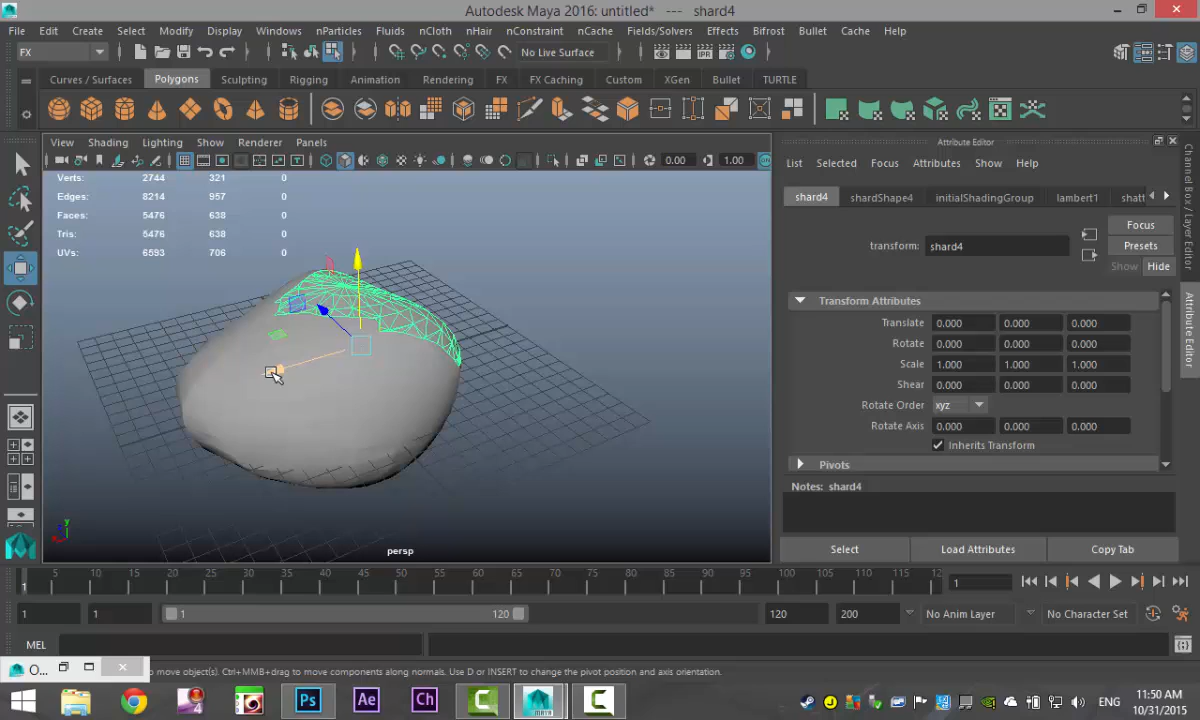 Autodesk Maya 2016: untitled* --- shard4
File Edit Create Select Modify Display Windows nParticles Fluids nCloth nHair nConstraint nCache Fields/Solvers Effects Bifrost Bullet Cache Help
FX No Live Surface
Curves / Surfaces Polygons Sculpting Rigging Animation Rendering FX FX Caching Custom XGen Bullet TURTLE
View Shading Lighting Show Renderer Panels
0.00 1.00
Verts: 2744 321 0
Edges: 8214 957 0
Faces: 5476 638 0
Tris: 5476 638 0
UVs: 6593 706 0
persp
Attribute Editor
List Selected Focus Attributes Show Help
shard4 shardShape4 initialShadingGroup lambert1 shatt
transform: shard4
Focus
Presets
Show Hide
Transform Attributes
Translate 0.000 0.000 0.000
Rotate 0.000 0.000 0.000
Scale 1.000 1.000 1.000
Shear 0.000 0.000 0.000
Rotate Order xyz
Rotate Axis 0.000 0.000 0.000
Inherits Transform
Pivots
Notes: shard4
Select Load Attributes Copy Tab
Channel Box / Layer Editor
Attribute Editor
1 5 10 15 20 25 30 35 40 45 50 55 60 65 70 75 80 85 90 95 100 105 110 115 12 1
1 1 1 120 120 200 No Anim Layer No Character Set
MEL
O... to move object(s). Ctrl+MMB+drag to move components along normals. Use D or INSERT to change the pivot position and axis orientation.
Ps Ae Ch MAYA ENG 11:50 AM
10/31/2015